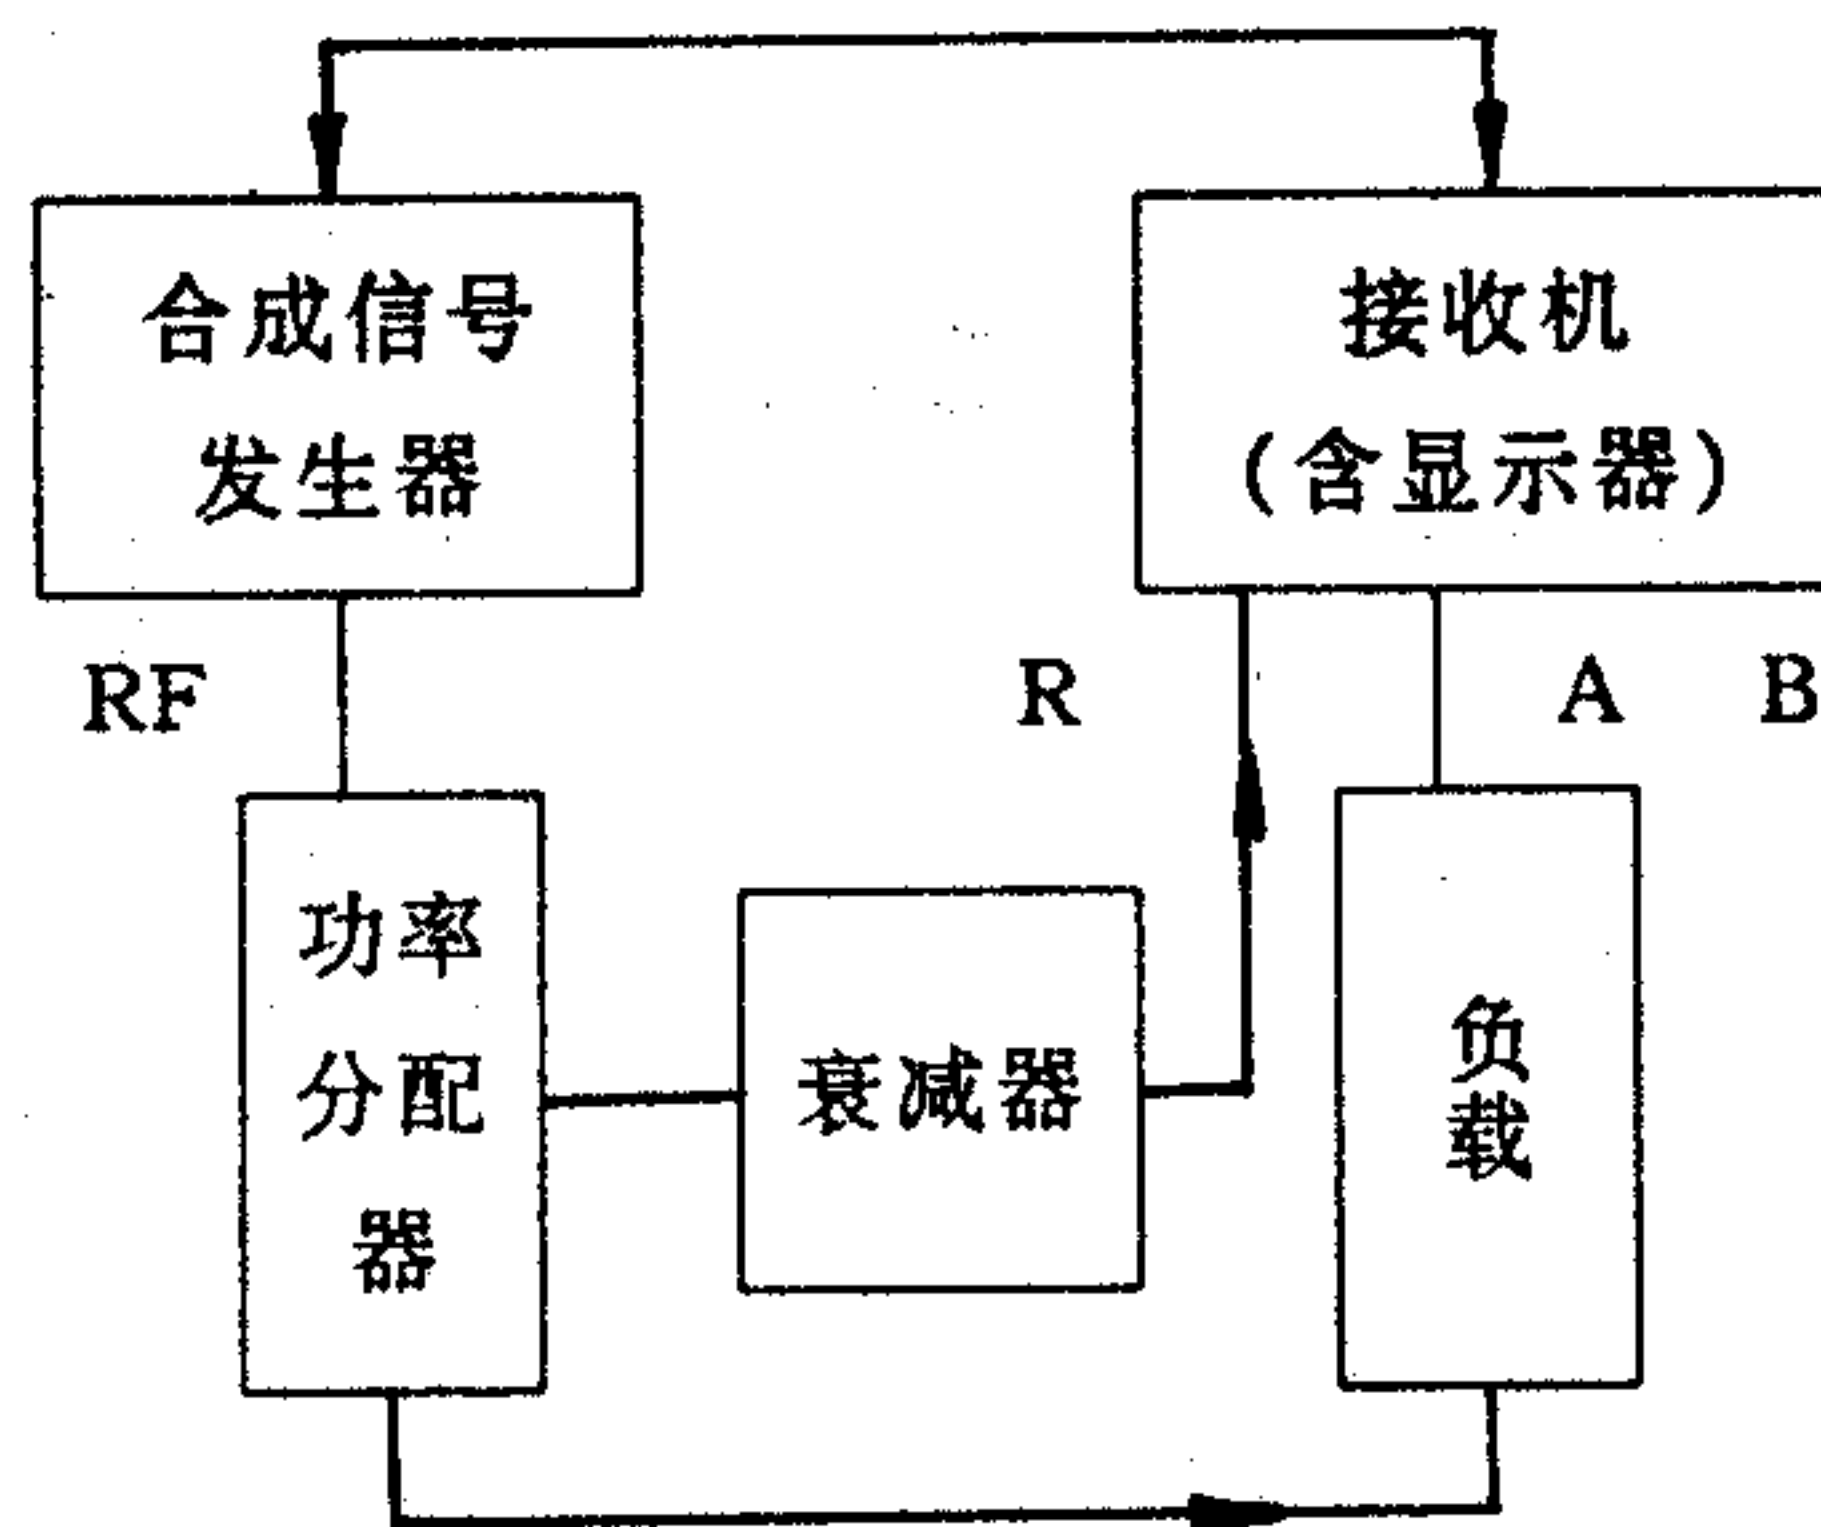 合成信号
发生器
接收机
(含显示器)
RF
R
A
B
功率
分配
器
衰减器
负
载